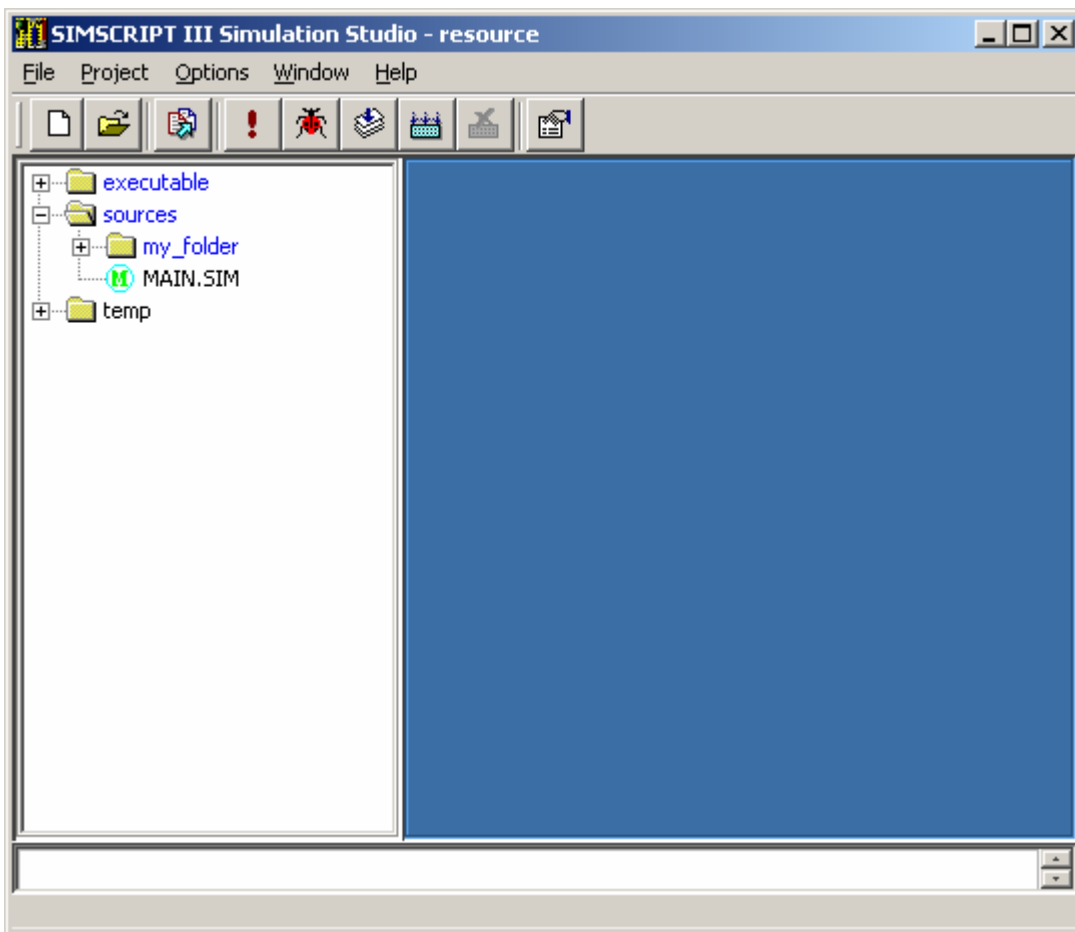 SIMSCRIPT III Simulation Studio - resource
File Project Options Window Help
executable
sources
my_folder
M MAIN.SIM
temp